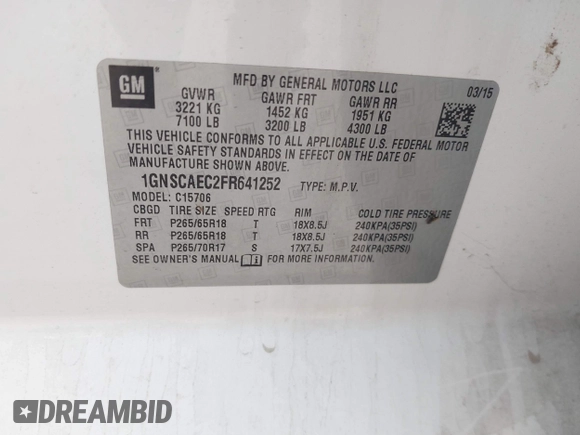 GM
MFD BY GENERAL MOTORS LLC 03/15
GVWR GAWR FRT GAWR RR
3221 KG 1452 KG 1951 KG
7100 LB 3200 LB 4300 LB
THIS VEHICLE CONFORMS TO ALL APPLICABLE U.S. FEDERAL MOTOR
VEHICLE SAFETY STANDARDS IN EFFECT ON THE DATE OF
MANUFACTURE SHOWN ABOVE.
1GNSCAEC2FR641252 TYPE: M.P.V.
MODEL: C15706
CBGD TIRE SIZE SPEED RTG RIM COLD TIRE PRESSURE
FRT P265/65R18 T 18X8.5J 240KPA(35PSI)
RR P265/65R18 T 18X8.5J 240KPA(35PSI)
SPA P265/70R17 S 17X7.5J 240KPA(35PSI)
SEE OWNER'S MANUAL FOR MORE INFORMATION.
DREAMBID